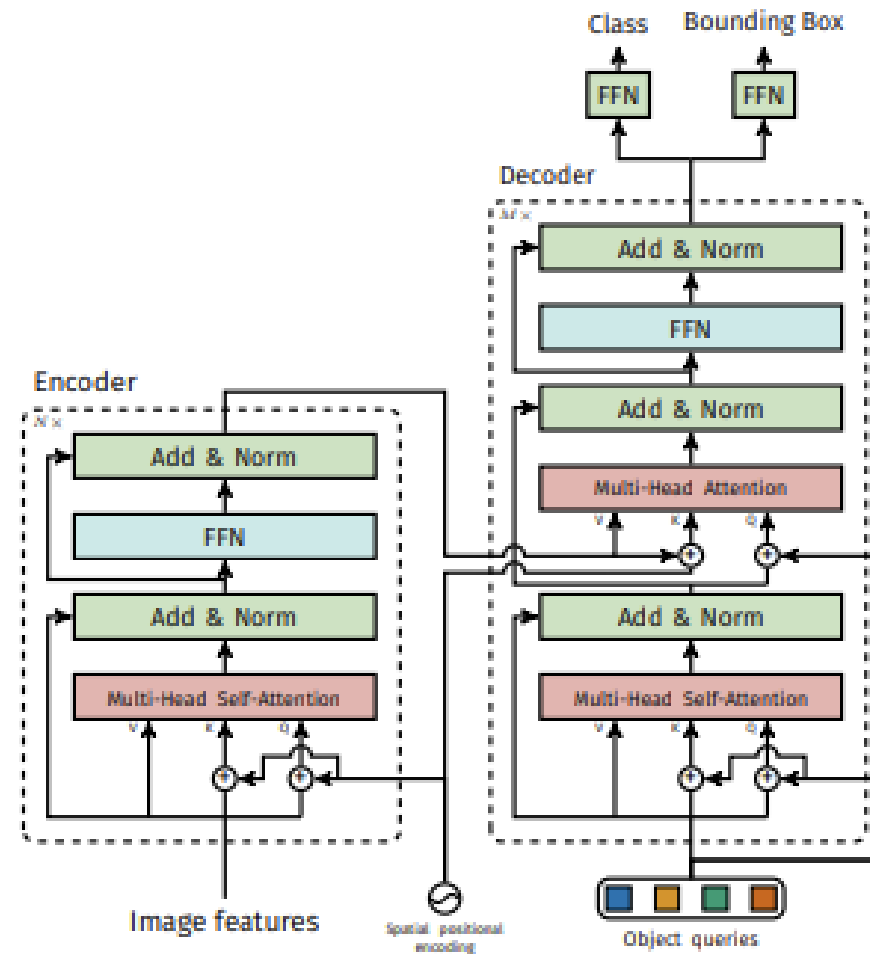 Class Bounding Box
FFN FFN
Decoder
M×
Add & Norm
FFN
Add & Norm
Multi-Head Attention
V K Q
+ +
Add & Norm
Multi-Head Self-Attention
V K Q
+ +
Object queries
Encoder
N×
Add & Norm
FFN
Add & Norm
Multi-Head Self-Attention
V K Q
+ +
Image features
Spatial positional
encoding